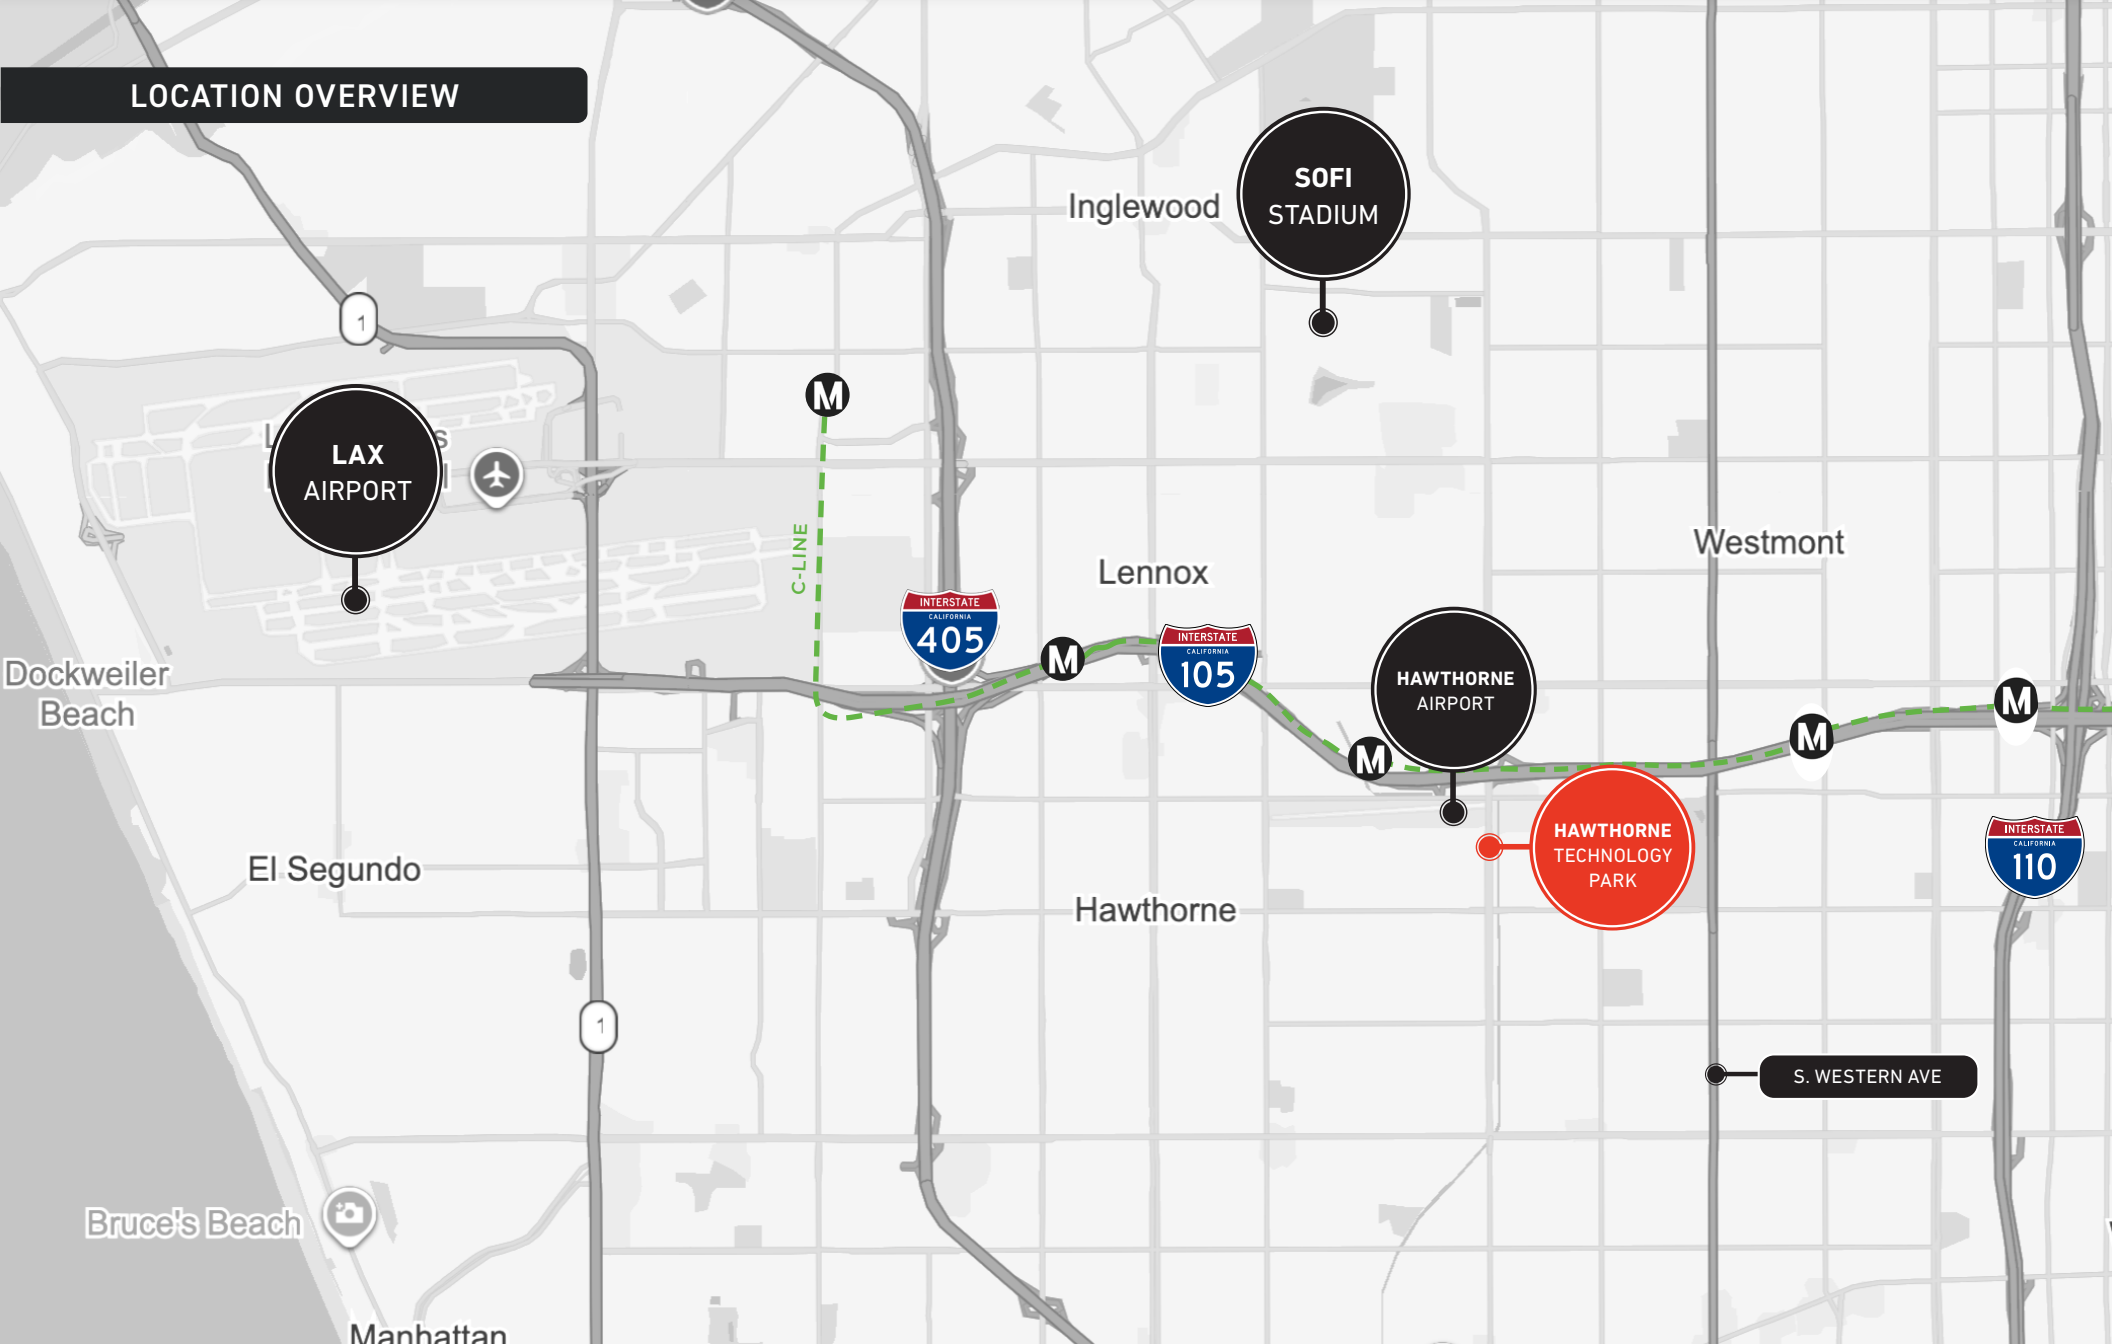 LOCATION OVERVIEW
SOFI
STADIUM
Inglewood
1
M
LAX
AIRPORT
C-LINE
Westmont
Lennox
INTERSTATE
CALIFORNIA
405
M
INTERSTATE
CALIFORNIA
105
HAWTHORNE
AIRPORT
Dockweiler
Beach
M
M
M
HAWTHORNE
TECHNOLOGY
PARK
INTERSTATE
CALIFORNIA
110
El Segundo
Hawthorne
1
S. WESTERN AVE
Bruce's Beach
Manhattan